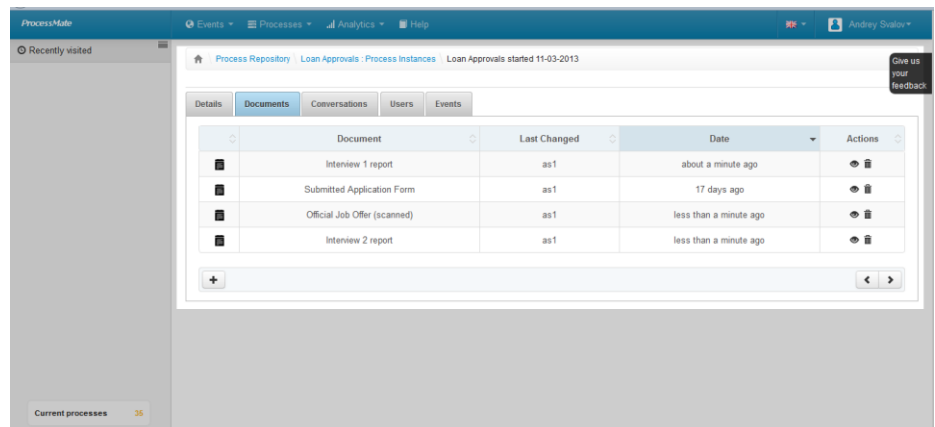 ProcessMate Events Processes Analytics Help Andrey Svalov
Recently visited
Process Repository Loan Approvals : Process Instances Loan Approvals started 11-03-2013
Give us
your
feedback
Details Documents Conversations Users Events
Document Last Changed Date Actions
Interview 1 report as1 about a minute ago
Submitted Application Form as1 17 days ago
Official Job Offer (scanned) as1 less than a minute ago
Interview 2 report as1 less than a minute ago
Current processes 36